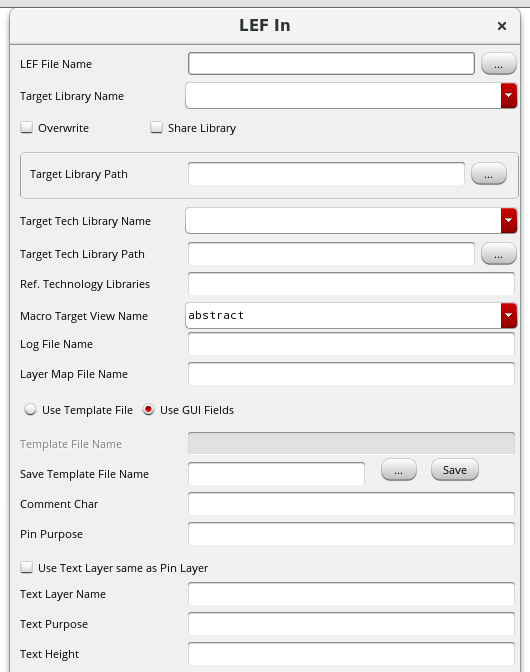 LEF In
LEF File Name ...
Target Library Name
Overwrite Share Library
Target Library Path ...
Target Tech Library Name
Target Tech Library Path ...
Ref. Technology Libraries
Macro Target View Name abstract
Log File Name
Layer Map File Name
Use Template File Use GUI Fields
Template File Name
Save Template File Name ... Save
Comment Char
Pin Purpose
Use Text Layer same as Pin Layer
Text Layer Name
Text Purpose
Text Height